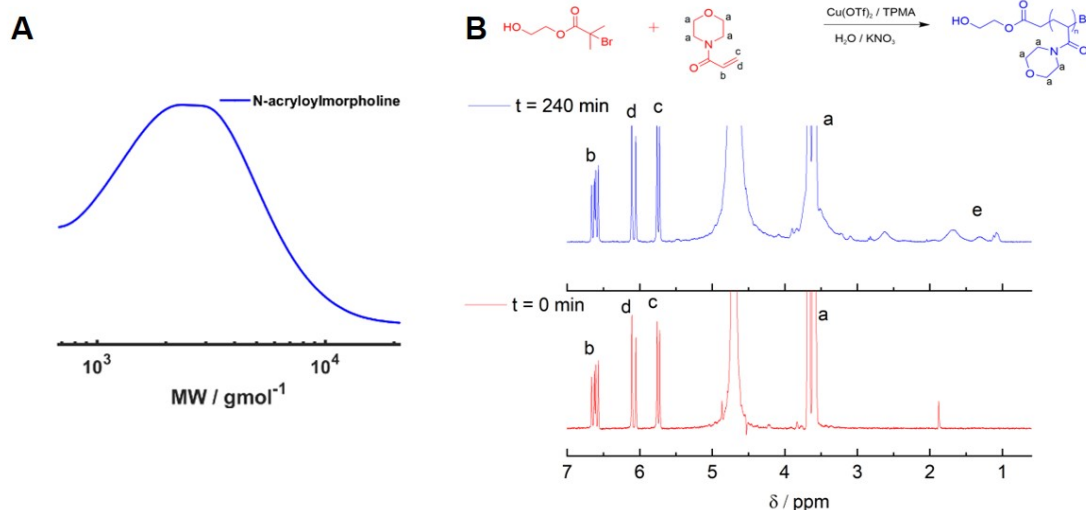 A
N-acryloylmorpholine
10³
10⁴
MW / gmol⁻¹
B
HO
O
O
Br
+
a
O
a
a
N
a
O
c
d
b
Cu(OTf)₂ / TPMA
H₂O / KNO₃
HO
O
O
n
B
a
N
O
a
O
a
a
t = 240 min
b
d
c
a
e
t = 0 min
b
d
c
a
7
6
5
4
3
2
1
δ / ppm